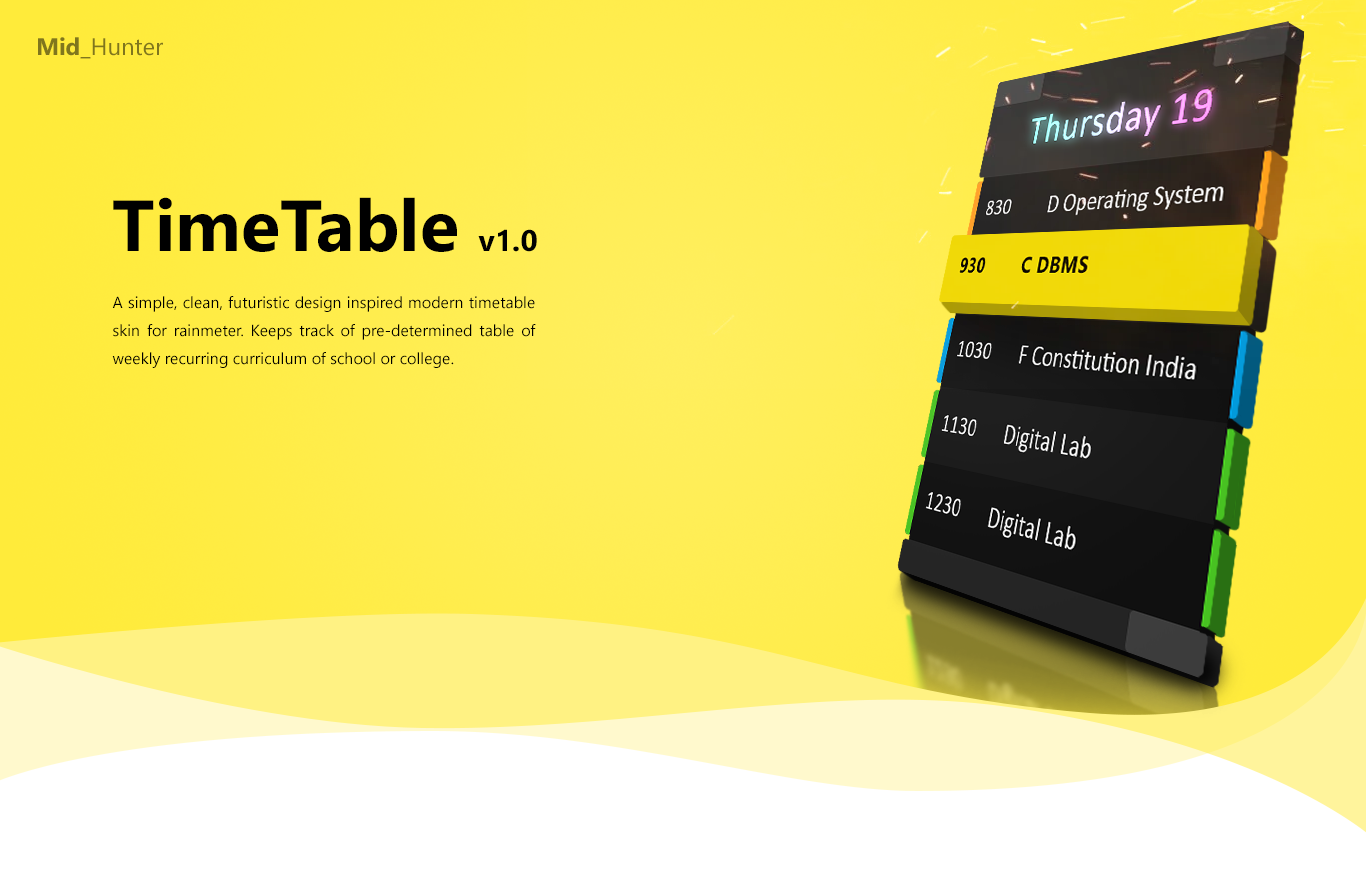 Mid_Hunter
TimeTable v1.0
A simple, clean, futuristic design inspired modern timetable
skin for rainmeter. Keeps track of pre-determined table of
weekly recurring curriculum of school or college.
Thursday 19
830 D Operating System
930 C DBMS
1030 F Constitution India
1130 Digital Lab
1230 Digital Lab